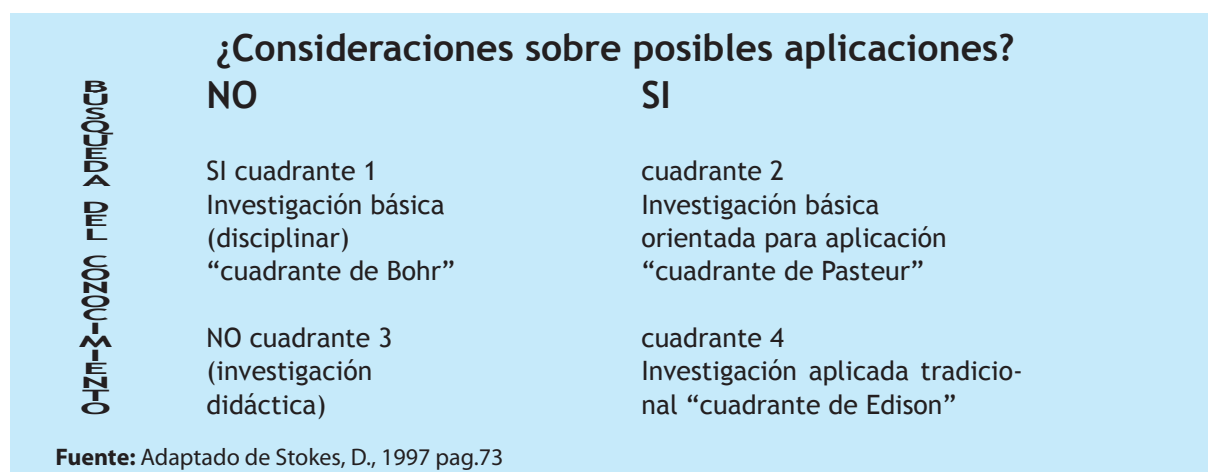 ¿Consideraciones sobre posibles aplicaciones?
NO SI
BUSQUEDA DEL CONOCIMIENTO
SI cuadrante 1
Investigación básica
(disciplinar)
“cuadrante de Bohr”
cuadrante 2
Investigación básica
orientada para aplicación
“cuadrante de Pasteur”
NO cuadrante 3
(investigación
didáctica)
cuadrante 4
Investigación aplicada tradicio-
nal “cuadrante de Edison”
Fuente: Adaptado de Stokes, D., 1997 pag.73